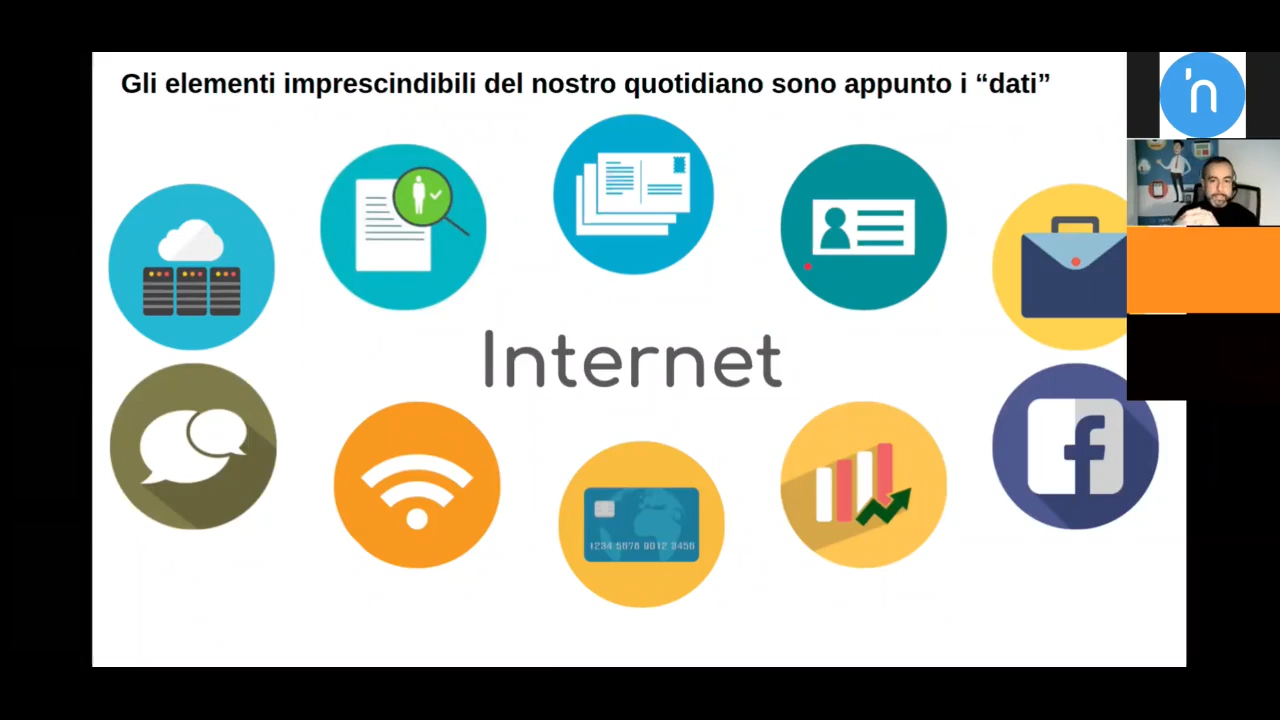 Gli elementi imprescindibili del nostro quotidiano sono appunto i “dati”
Internet
1234 5678 9012 3456